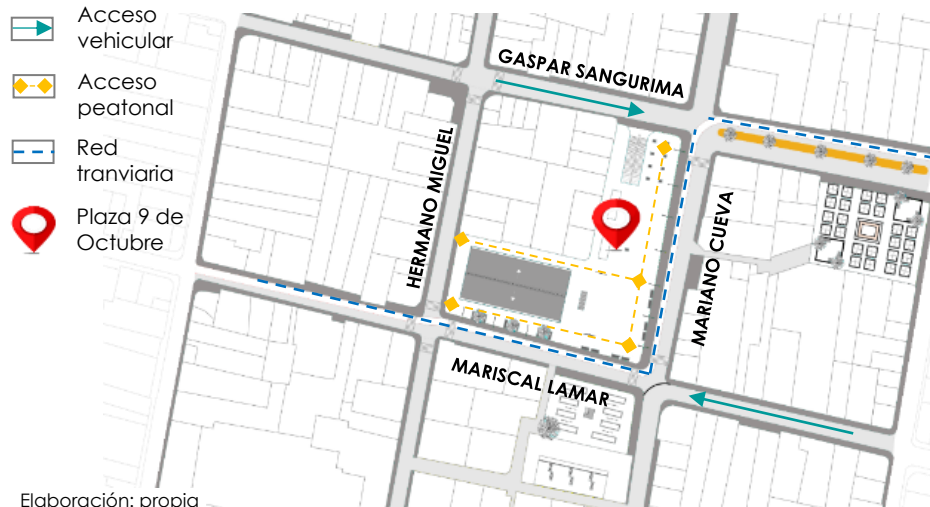 Acceso
vehicular
Acceso
peatonal
Red
tranviaria
Plaza 9 de
Octubre
GASPAR SANGURIMA
HERMANO MIGUEL
MARIANO CUEVA
MARISCAL LAMAR
Elaboración: propia